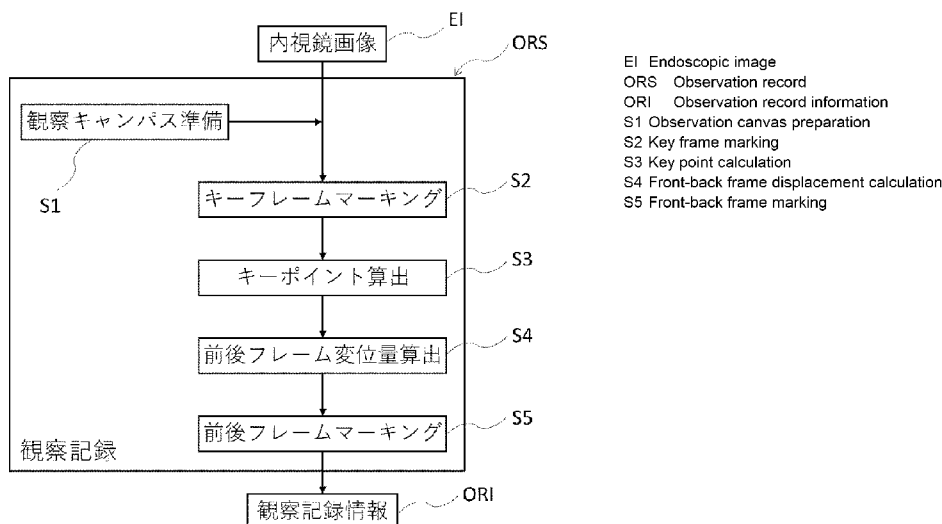 EI
内視鏡画像
ORS
観察キャンパス準備
S1
S2
キーフレームマーキング
S3
キーポイント算出
S4
前後フレーム変位量算出
S5
前後フレームマーキング
観察記録
ORI
観察記録情報
EI Endoscopic image
ORS Observation record
ORI Observation record information
S1 Observation canvas preparation
S2 Key frame marking
S3 Key point calculation
S4 Front-back frame displacement calculation
S5 Front-back frame marking